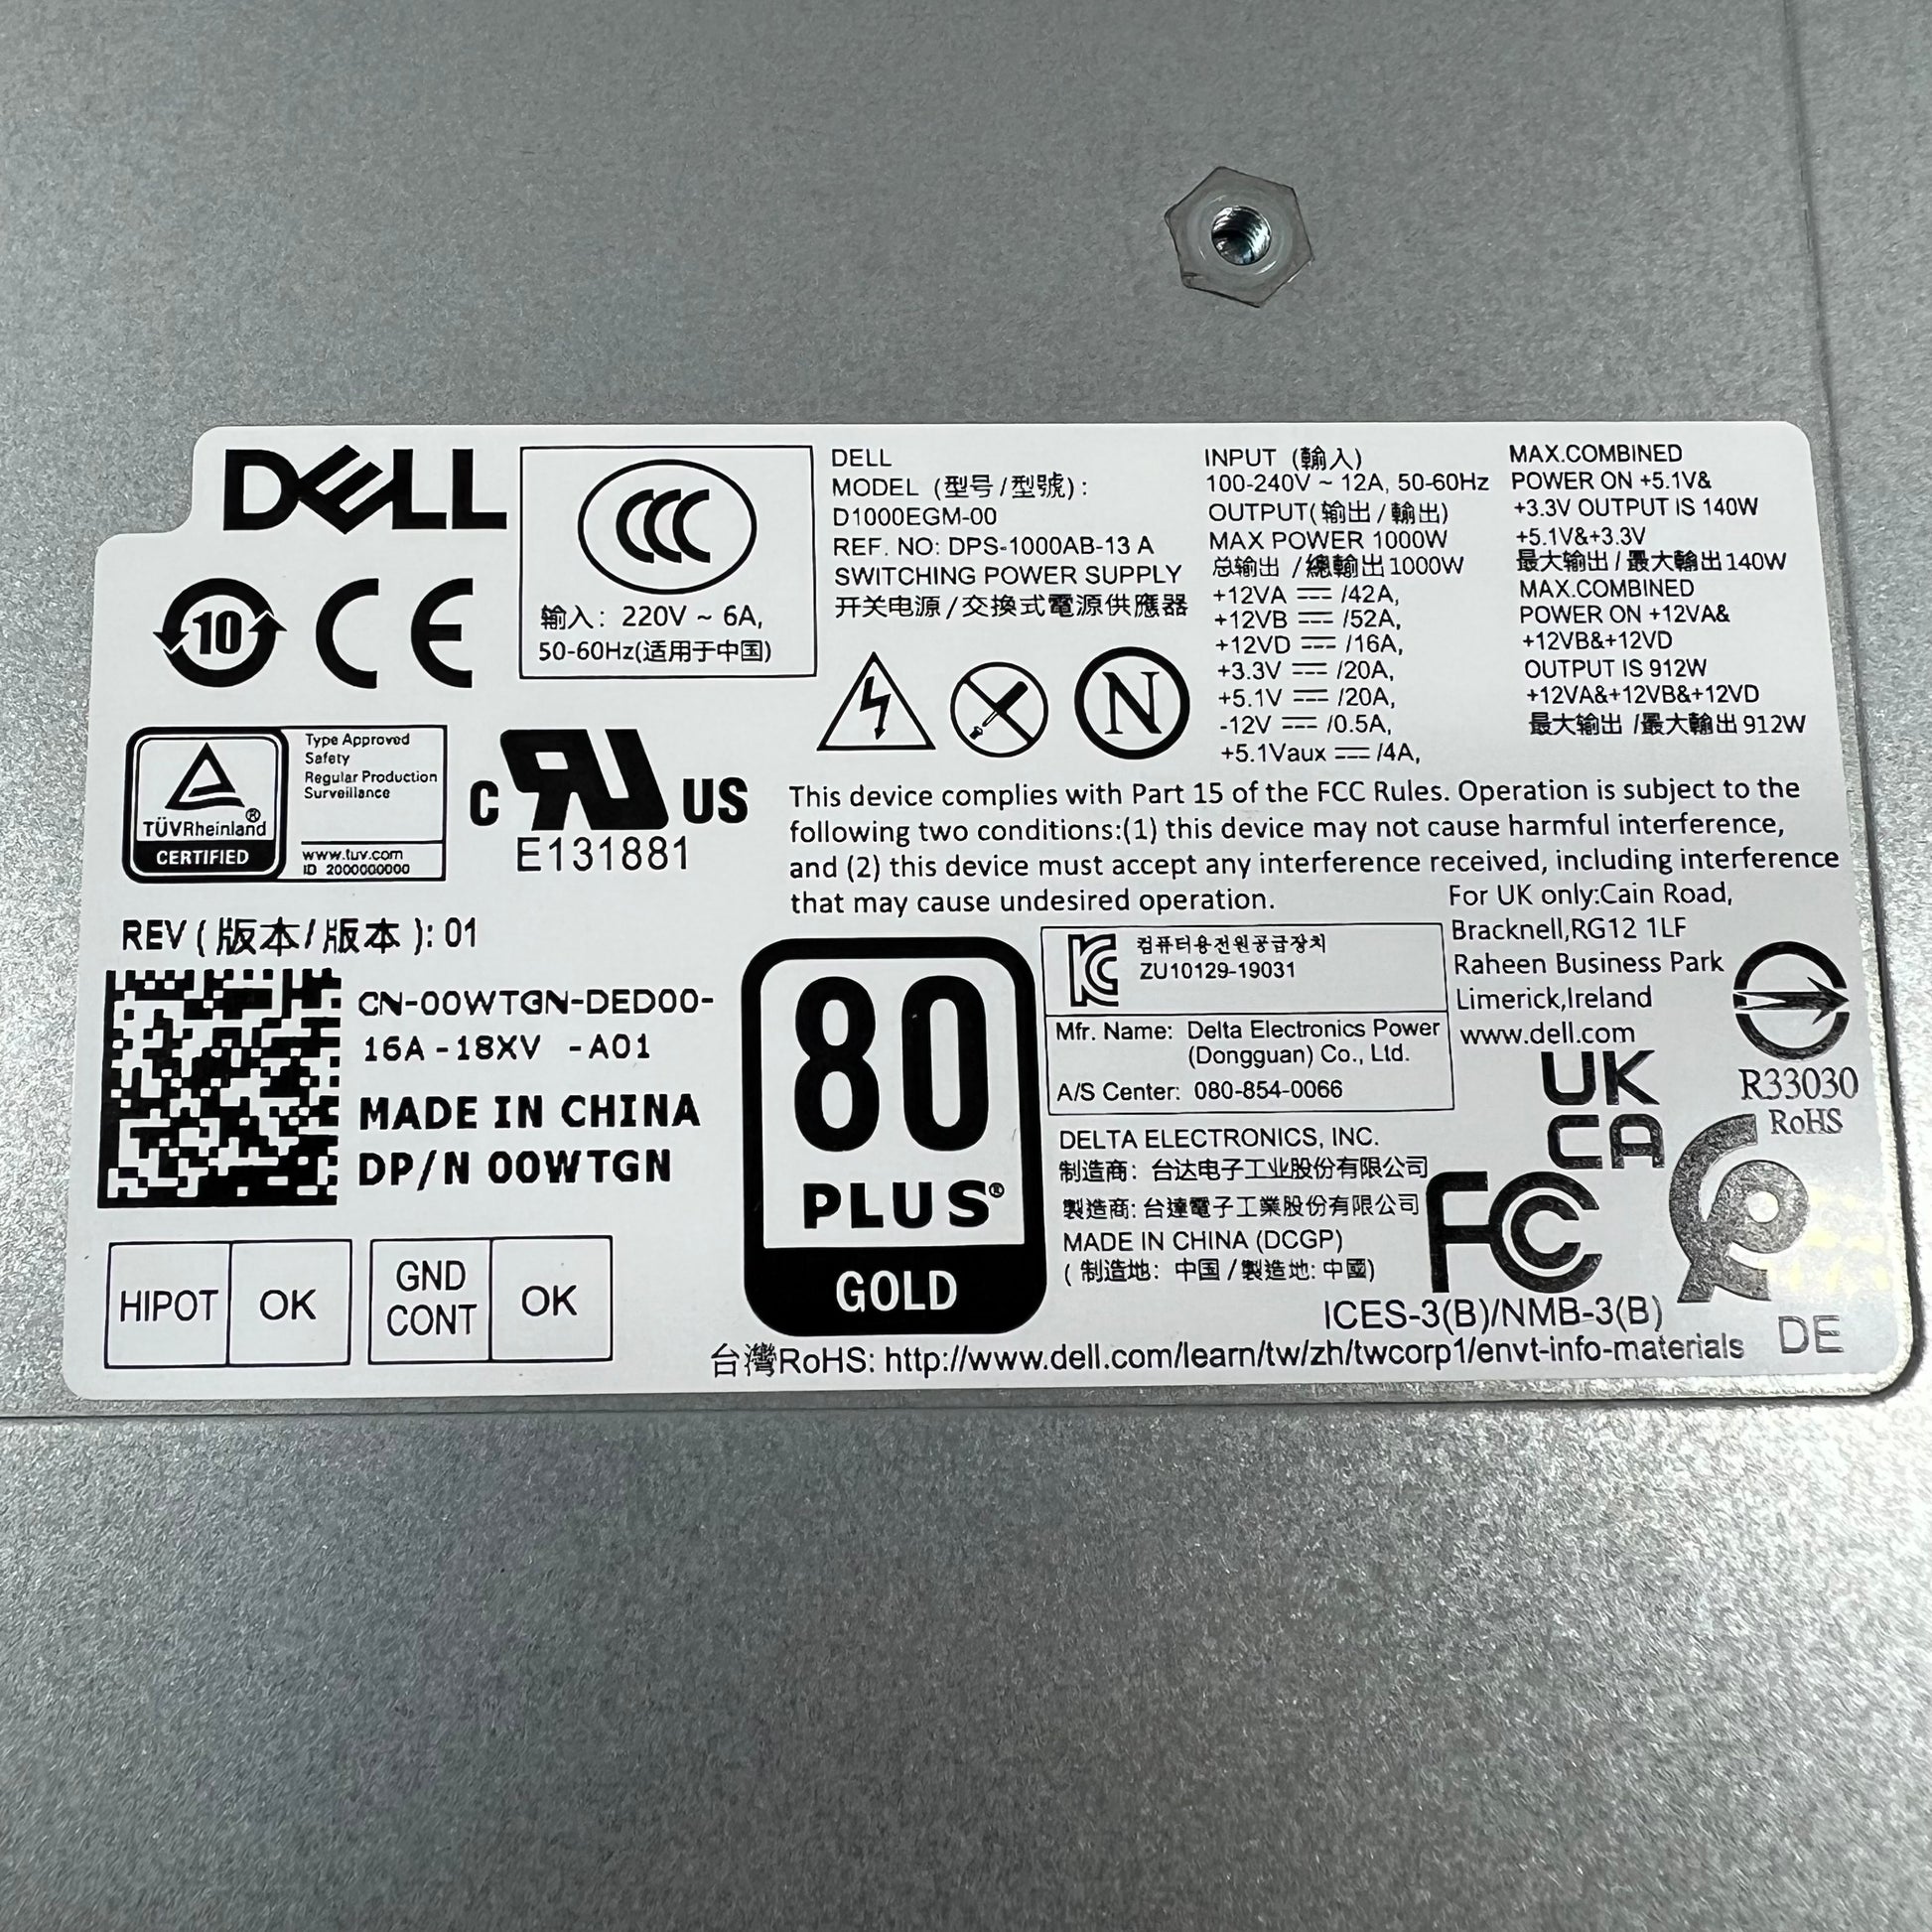 DELL
10
CE
CCC
输入：220V ~ 6A,
50-60Hz(适用于中国)
DELL
MODEL (型号/型號):
D1000EGM-00
REF. NO: DPS-1000AB-13 A
SWITCHING POWER SUPPLY
开关电源/交換式電源供應器
N
INPUT (輸入)
100-240V ~ 12A, 50-60Hz
OUTPUT(输出/輸出)
MAX POWER 1000W
总输出 /總輸出1000W
+12VA ⎓ /42A,
+12VB ⎓ /52A,
+12VD ⎓ /16A,
+3.3V ⎓ /20A,
+5.1V ⎓ /20A,
-12V ⎓ /0.5A,
+5.1Vaux ⎓ /4A,
MAX.COMBINED
POWER ON +5.1V&
+3.3V OUTPUT IS 140W
+5.1V&+3.3V
最大输出/最大輸出140W
MAX.COMBINED
POWER ON +12VA&
+12VB&+12VD
OUTPUT IS 912W
+12VA&+12VB&+12VD
最大输出 /最大輸出912W
TÜVRheinland®
CERTIFIED
Type Approved
Safety
Regular Production
Surveillance
www.tuv.com
ID 2000000000
C RU US
E131881
This device complies with Part 15 of the FCC Rules. Operation is subject to the
following two conditions:(1) this device may not cause harmful interference,
and (2) this device must accept any interference received, including interference
that may cause undesired operation.
For UK only:Cain Road,
Bracknell,RG12 1LF
Raheen Business Park
Limerick,Ireland
www.dell.com
REV (版本/版本): 01
CN-00WTGN-DED00-
16A-18XV -A01
MADE IN CHINA
DP/N 00WTGN
HIPOT OK
GND CONT OK
80
PLUS®
GOLD
컴퓨터용전원공급장치
ZU10129-19031
Mfr. Name: Delta Electronics Power
(Dongguan) Co., Ltd.
A/S Center: 080-854-0066
DELTA ELECTRONICS, INC.
制造商：台达电子工业股份有限公司
製造商:台達電子工業股份有限公司
MADE IN CHINA (DCGP)
(制造地：中国/製造地:中國)
UK
CA
R33030
RoHS
FC
DE
ICES-3(B)/NMB-3(B)
台灣RoHS: http://www.dell.com/learn/tw/zh/twcorp1/envt-info-materials